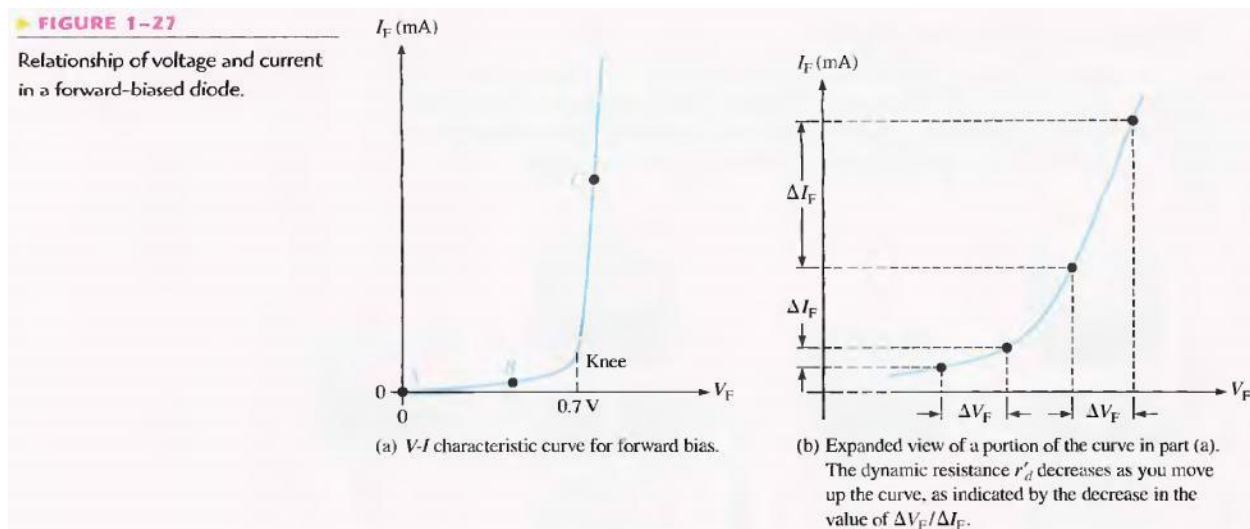 FIGURE 1–27
Relationship of voltage and current
in a forward-biased diode.
I_F (mA)
C
B
A
Knee
0
V_F
0
0.7 V
(a) V-I characteristic curve for forward bias.
I_F (mA)
ΔI_F
ΔI_F
V_F
ΔV_F
ΔV_F
(b) Expanded view of a portion of the curve in part (a).
The dynamic resistance r′_d decreases as you move
up the curve, as indicated by the decrease in the
value of ΔV_F/ΔI_F.